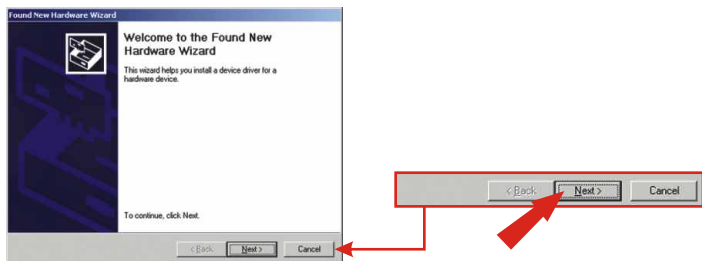 Found New Hardware Wizard
Welcome to the Found New
Hardware Wizard
This wizard helps you install a device driver for a
hardware device.
To continue, click Next.
< Back Next > Cancel
< Back Next > Cancel